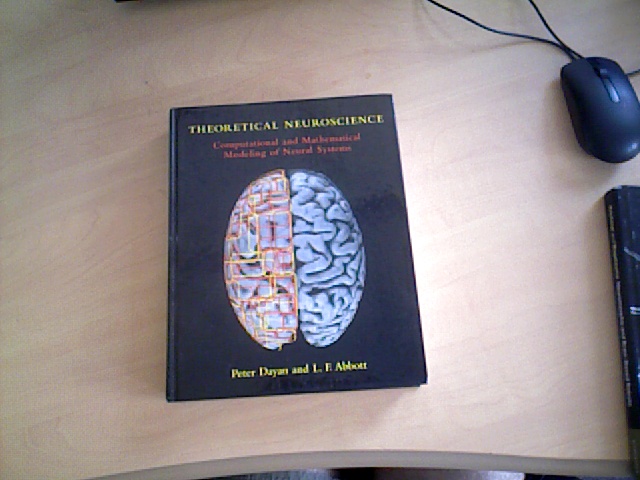 THEORETICAL NEUROSCIENCE
Computational and Mathematical
Modeling of Neural Systems
Peter Dayan and L. F. Abbott